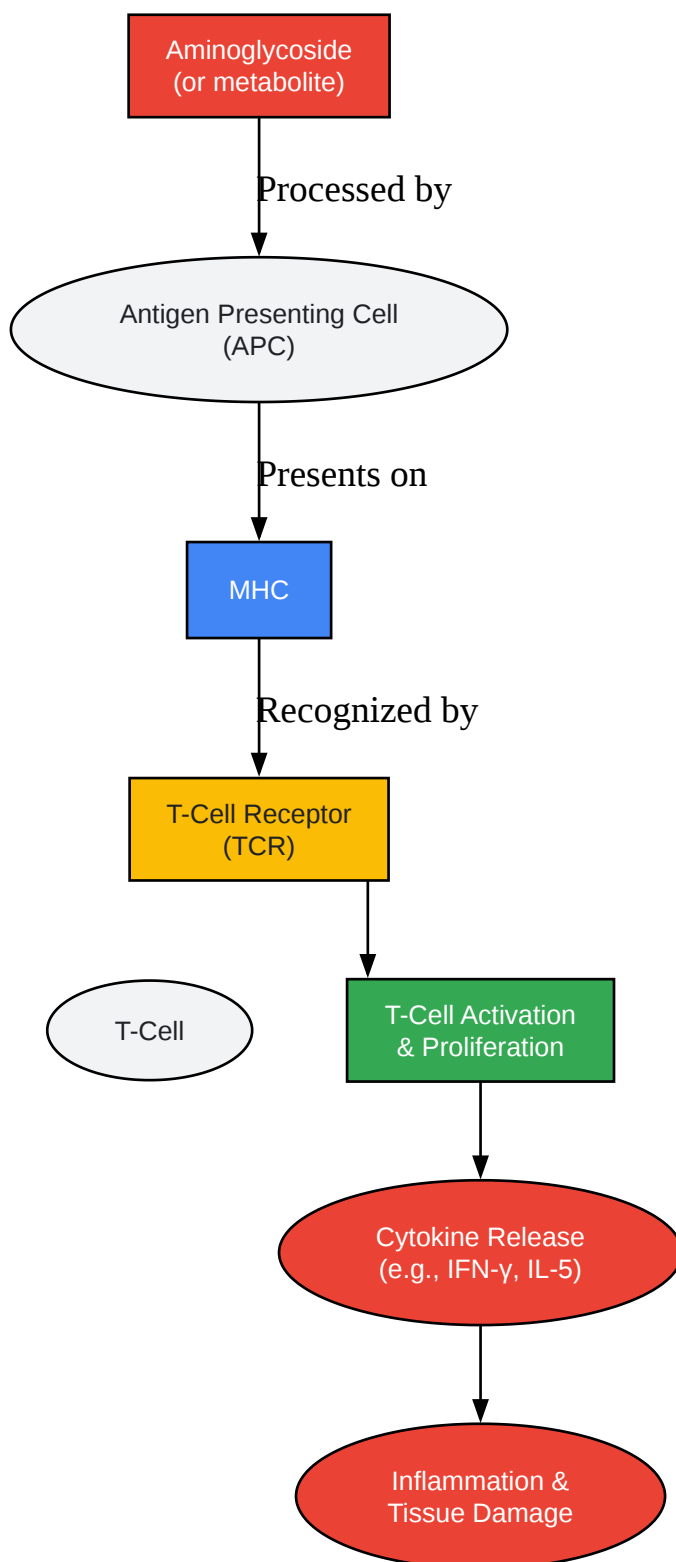 Aminoglycoside
(or metabolite)
Processed by
Antigen Presenting Cell
(APC)
Presents on
MHC
Recognized by
T-Cell Receptor
(TCR)
T-Cell
T-Cell Activation
& Proliferation
Cytokine Release
(e.g., IFN-γ, IL-5)
Inflammation &
Tissue Damage